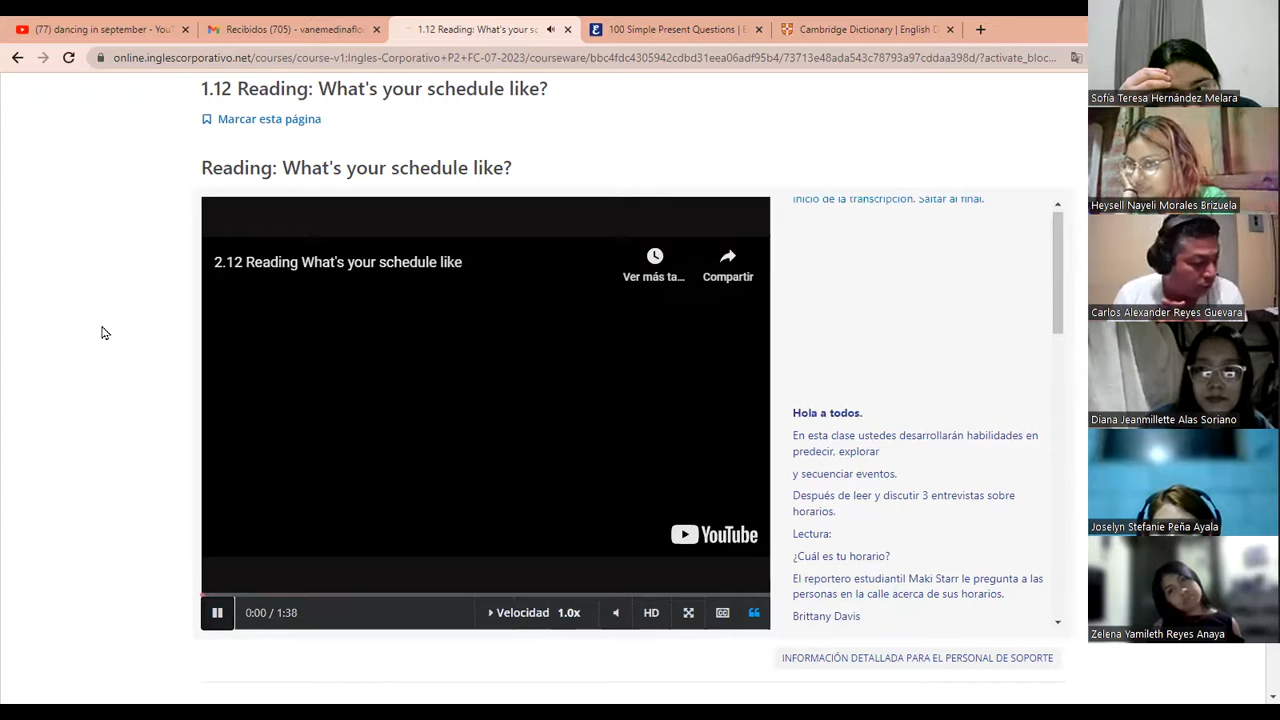 (77) dancing in september - You
Recibidos (705) - vanemedinaflo
1.12 Reading: What's your sc
100 Simple Present Questions | E
Cambridge Dictionary | English D
online.inglescorporativo.net/courses/course-v1:Ingles-Corporativo+P2+FC-07-2023/courseware/bbc4fdc4305942cdbd31eea06adf95b4/73713e48ada543c78793a97cddaa398d/?activate_bloc...
1.12 Reading: What's your schedule like?
Marcar esta página
Reading: What's your schedule like?
2.12 Reading What's your schedule like
Ver más ta...
Compartir
YouTube
0:00 / 1:38
Velocidad 1.0x
HD
CC
Inicio de la transcripción. Saltar al final.
Hola a todos.
En esta clase ustedes desarrollarán habilidades en
predecir, explorar
y secuenciar eventos.
Después de leer y discutir 3 entrevistas sobre
horarios.
Lectura:
¿Cuál es tu horario?
El reportero estudiantil Maki Starr le pregunta a las
personas en la calle acerca de sus horarios.
Brittany Davis
INFORMACIÓN DETALLADA PARA EL PERSONAL DE SOPORTE
Sofía Teresa Hernández Melara
Heysell Nayeli Morales Brizuela
Carlos Alexander Reyes Guevara
Diana Jeanmillette Alas Soriano
Joselyn Stefanie Peña Ayala
Zelena Yamileth Reyes Anaya